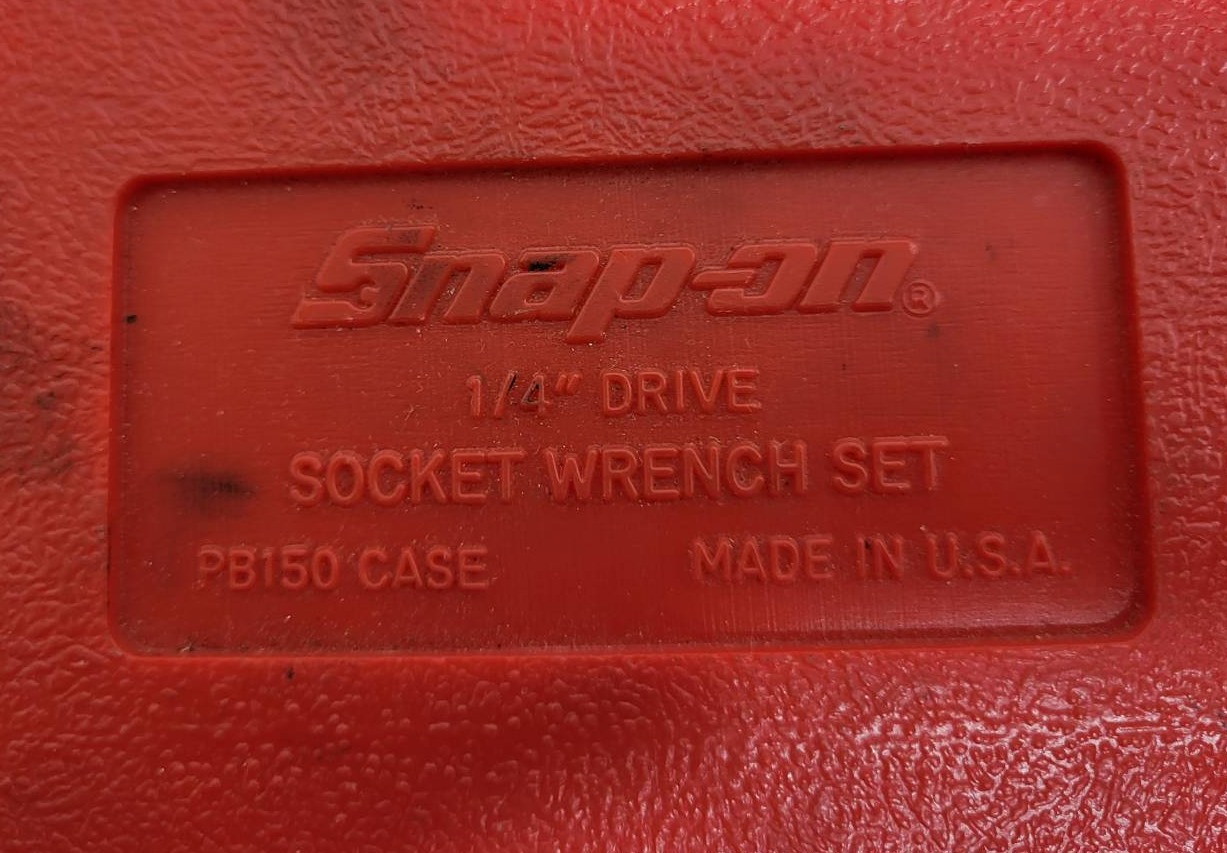 Snap-on®
1/4" DRIVE
SOCKET WRENCH SET
PB150 CASE MADE IN U.S.A.